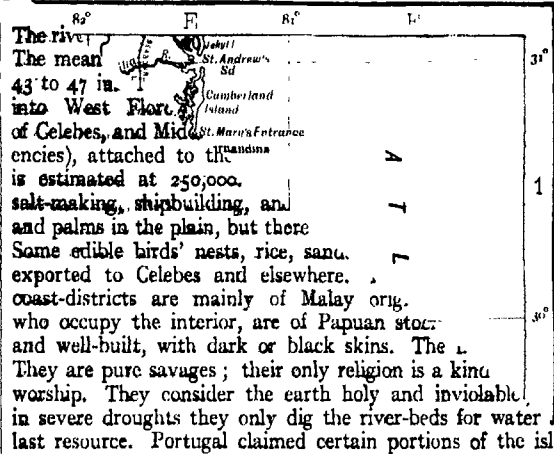 82° E 81° F
The river
The mean
43 to 47 in.
into West Flor
of Celebes, and Mid
encies), attached to th
is estimated at 250,000.
salt-making, shipbuilding, and
and palms in the plain, but there
Some edible birds' nests, rice, sand
exported to Celebes and elsewhere.
coast-districts are mainly of Malay orig.
who occupy the interior, are of Papuan stoc
and well-built, with dark or black skins. The
They are pure savages; their only religion is a kind
worship. They consider the earth holy and inviolable
in severe droughts they only dig the river-beds for water
last resource. Portugal claimed certain portions of the isl
Jekyll
St. Andrew's
Sd
Cumberland
Island
St. Mary's Entrance
R.
31°
1
30°
A
T
L